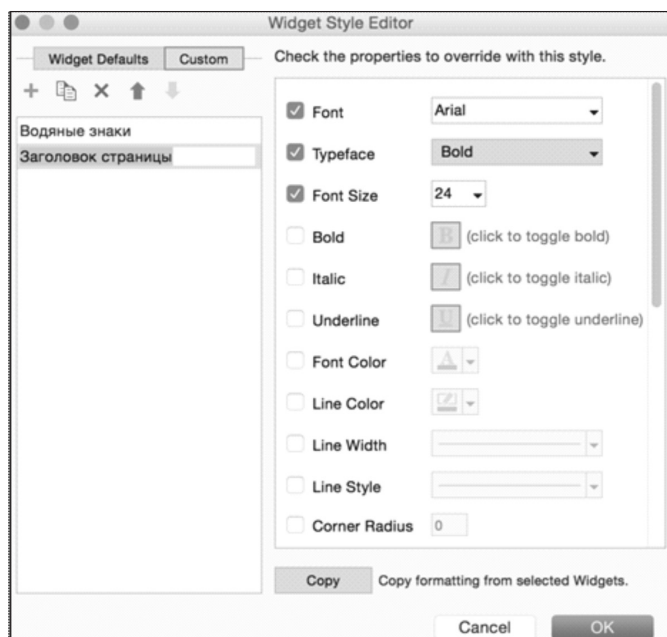 Widget Style Editor
Widget Defaults Custom
Check the properties to override with this style.
Водяные знаки
Заголовок страницы
Font Arial
Typeface Bold
Font Size 24
Bold B (click to toggle bold)
Italic I (click to toggle italic)
Underline U (click to toggle underline)
Font Color A
Line Color
Line Width
Line Style
Corner Radius 0
Copy Copy formatting from selected Widgets.
Cancel OK